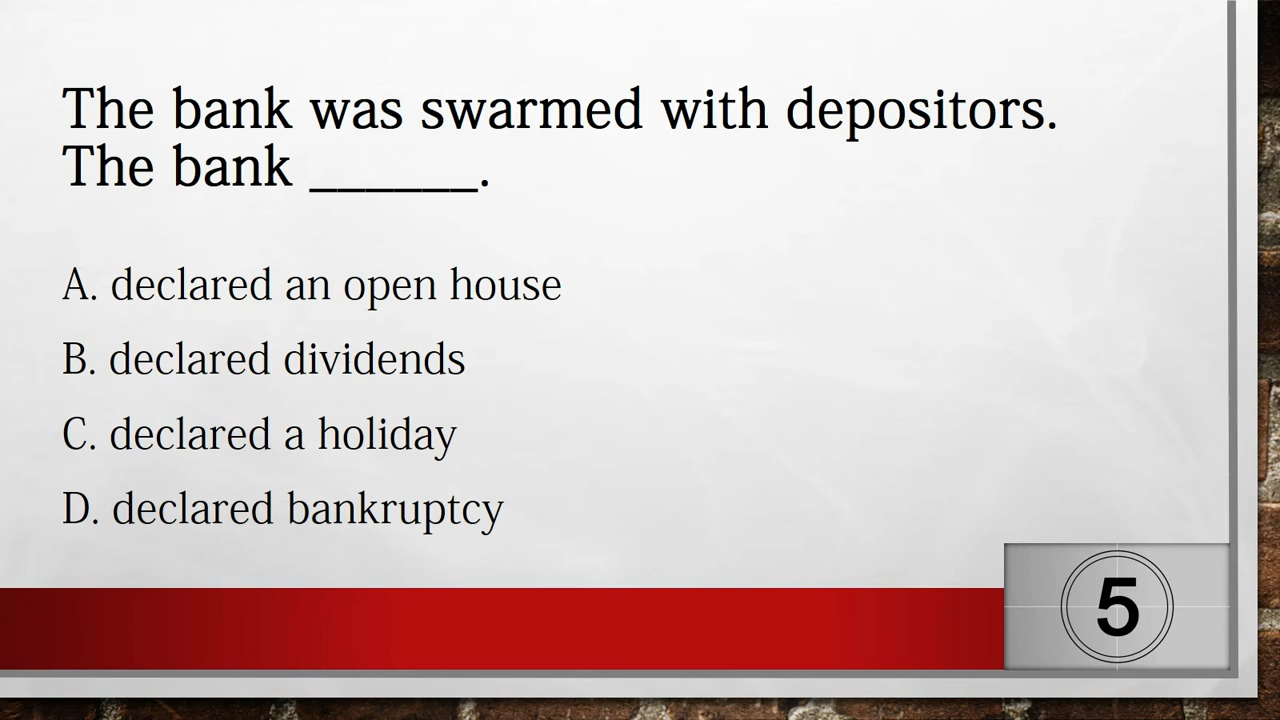 The bank was swarmed with depositors.
The bank ______.
A. declared an open house
B. declared dividends
C. declared a holiday
D. declared bankruptcy
5